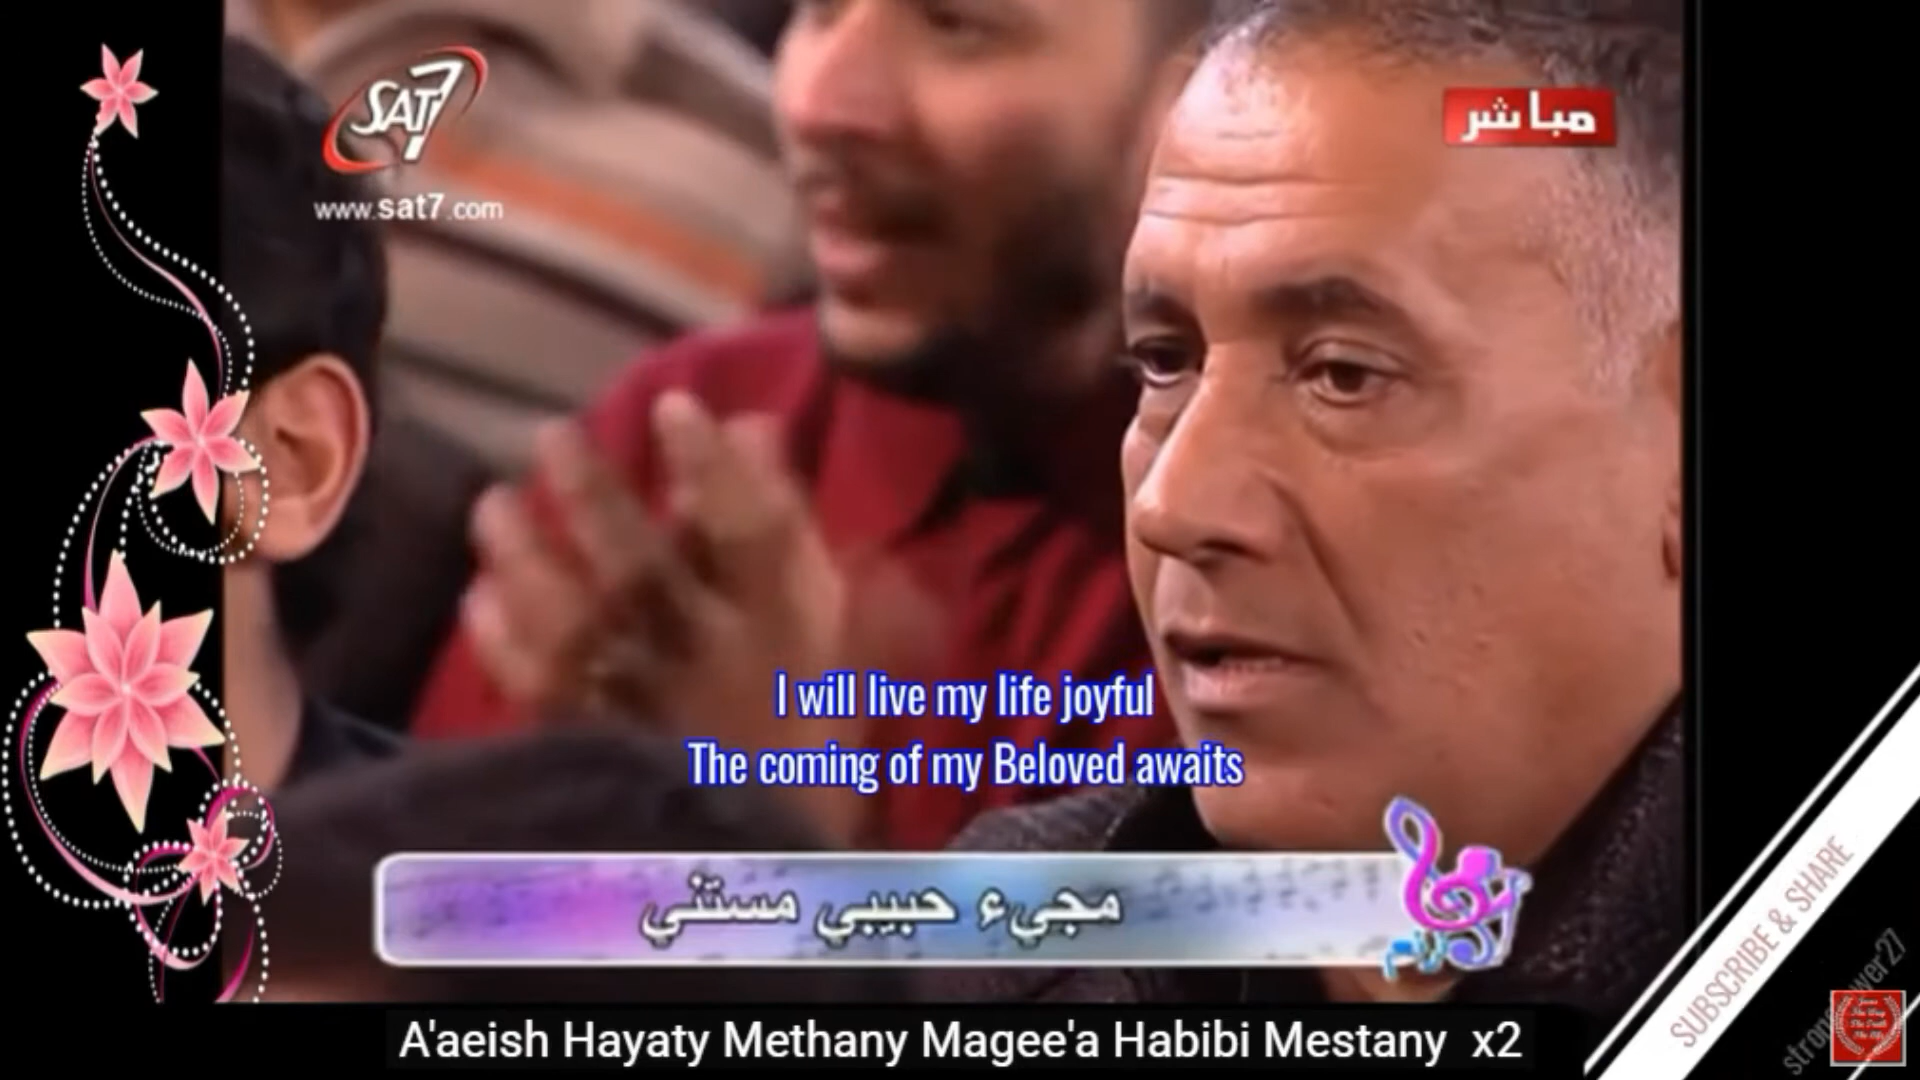 SAT7
www.sat7.com
مباشر
I will live my life joyful
The coming of my Beloved awaits
مجيء حبيبي مستني
A'aeish Hayaty Methany Magee'a Habibi Mestany x2
SUBSCRIBE & SHARE